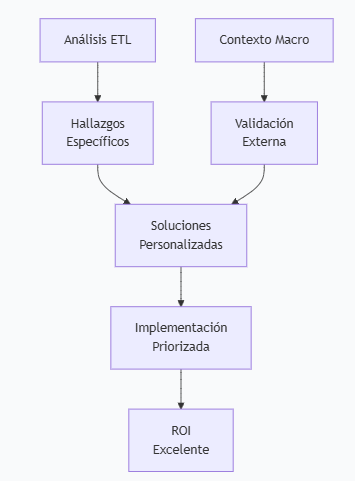 Análisis ETL
Contexto Macro
Hallazgos
Específicos
Validación
Externa
Soluciones
Personalizadas
Implementación
Priorizada
ROI
Excelente